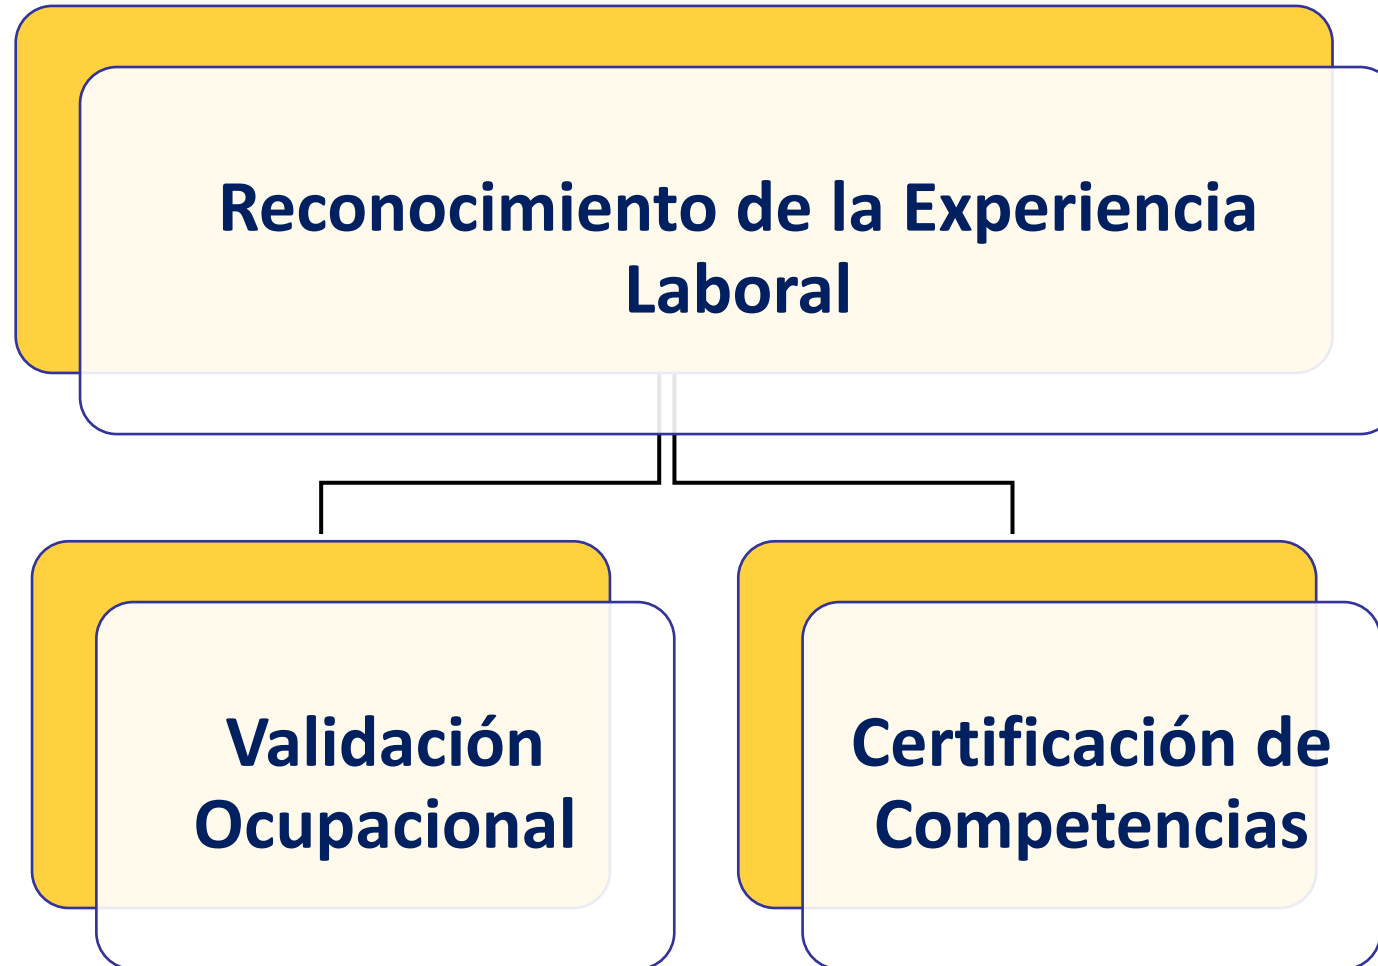 Reconocimiento de la Experiencia
Laboral
Validación
Ocupacional
Certificación de
Competencias